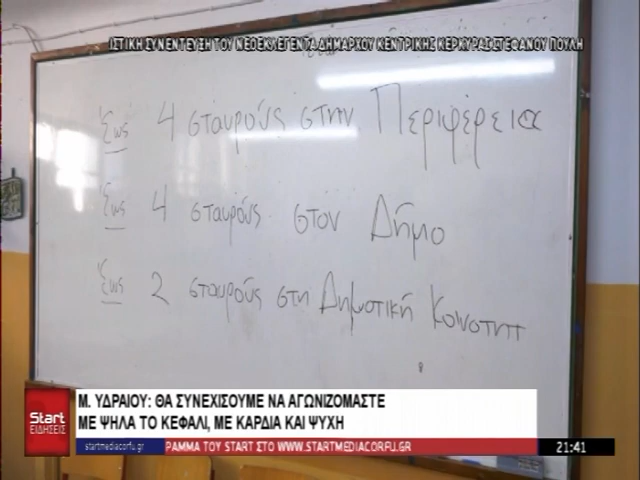 ΙΣΤΙΚΗ ΣΥΝΕΝΤΕΥΞΗ ΤΟΥ ΝΕΟΕΚΛΕΓΕΝΤΑ ΔΗΜΑΡΧΟΥ ΚΕΝΤΡΙΚΗΣ ΚΕΡΚΥΡΑΣ ΣΤΕΦΑΝΟΥ ΠΟΥΛΗ
Έως 4 σταυρούς στην Περιφέρεια
Έως 4 σταυρούς στον Δήμο
Έως 2 σταυρούς στη Δημοτική Κοινοτητ
Μ. ΥΔΡΑΙΟΥ: ΘΑ ΣΥΝΕΧΙΣΟΥΜΕ ΝΑ ΑΓΩΝΙΖΟΜΑΣΤΕ
ΜΕ ΨΗΛΑ ΤΟ ΚΕΦΑΛΙ, ΜΕ ΚΑΡΔΙΑ ΚΑΙ ΨΥΧΗ
Start
ΕΙΔΗΣΕΙΣ
startmediacorfu.gr ΡΑΜΜΑ ΤΟΥ START ΣΤΟ WWW.STARTMEDIACORFU.GR 21:41